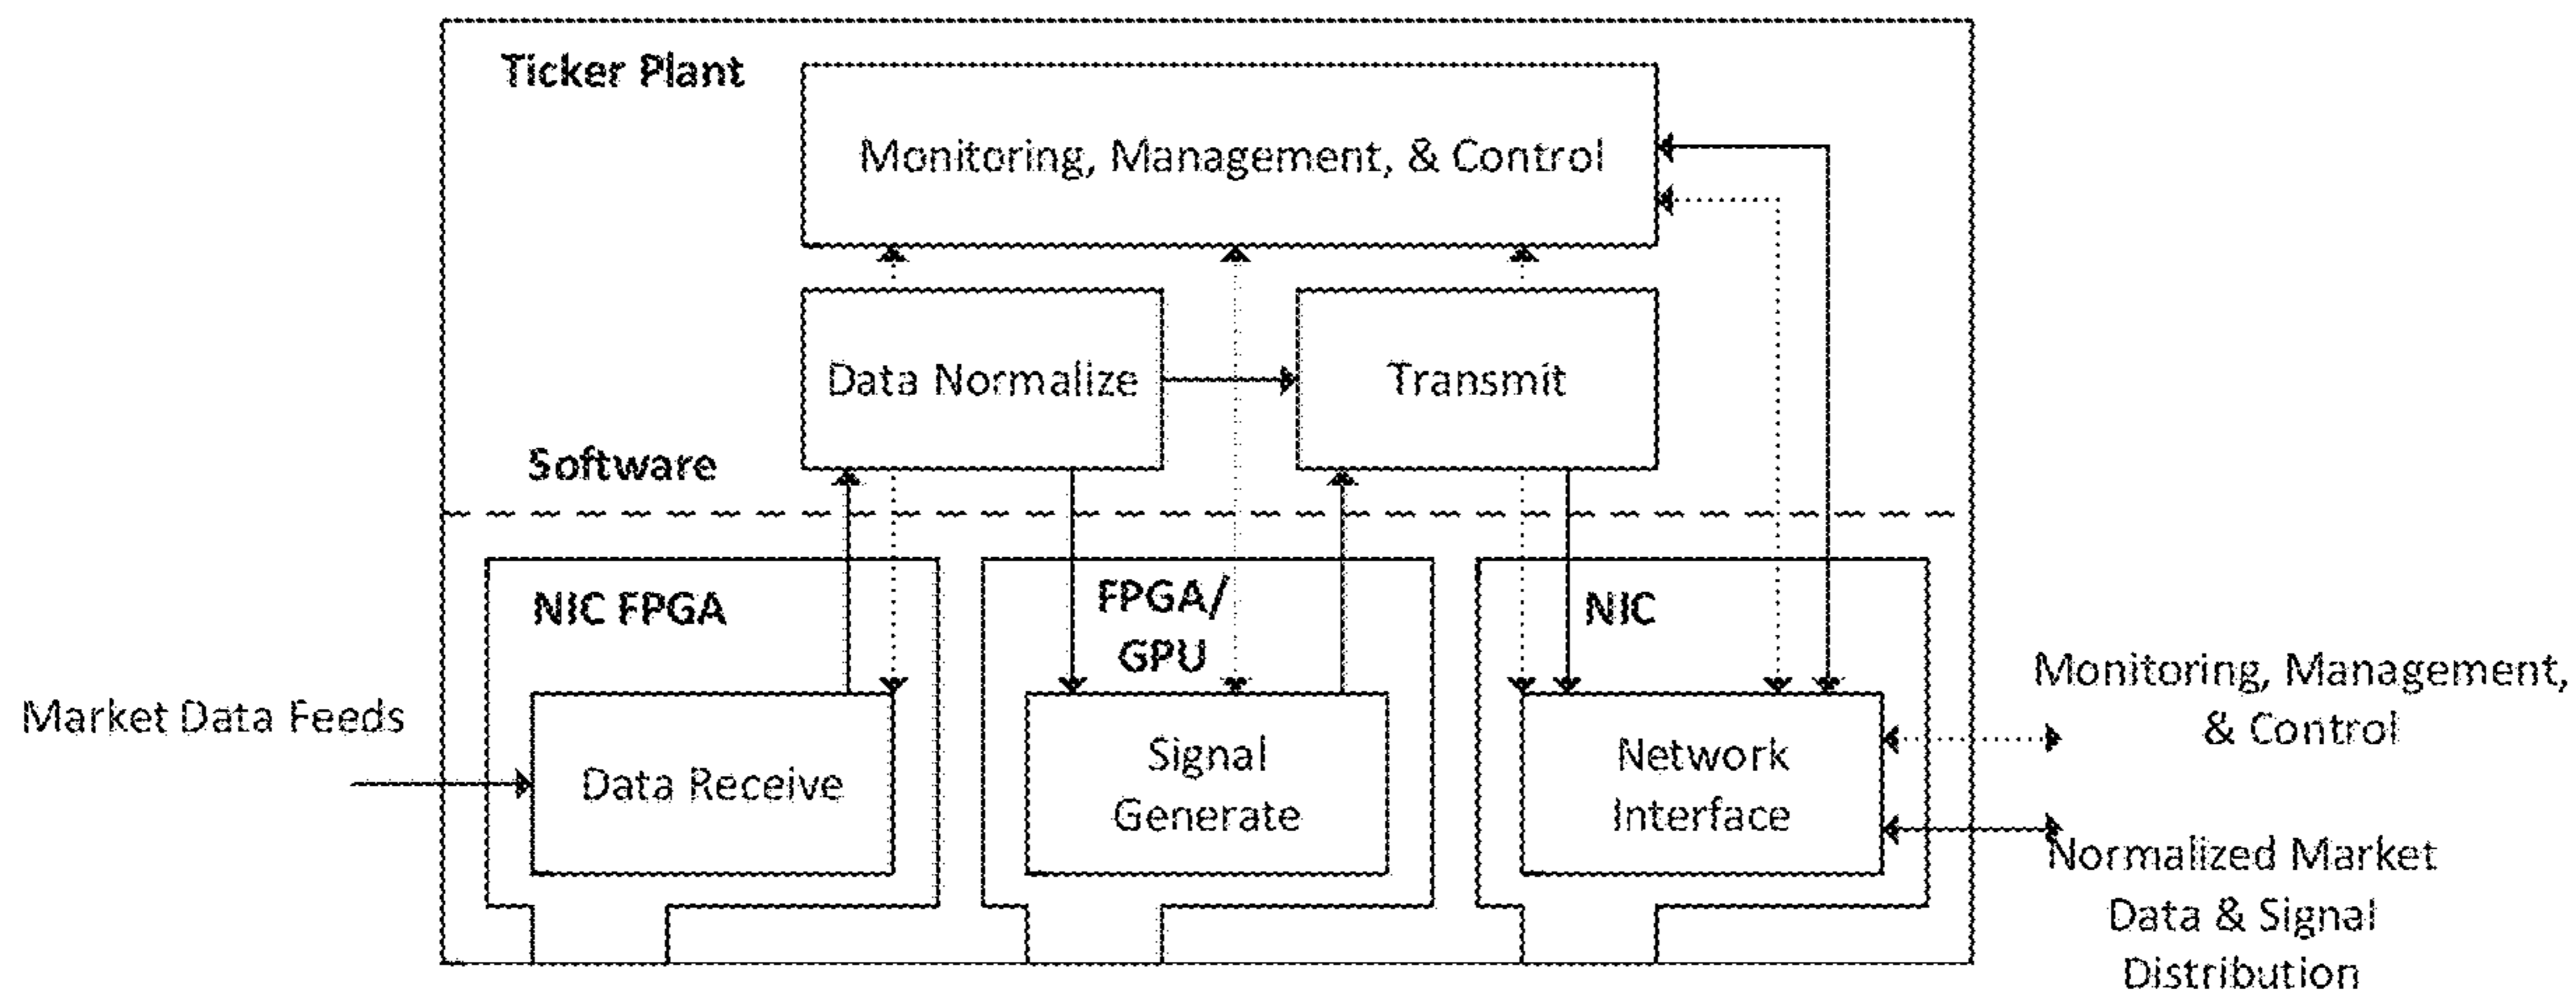 Ticker Plant
Monitoring, Management, & Control
Data Normalize
Transmit
Software
NIC FPGA
FPGA/
GPU
NIC
Market Data Feeds
Data Receive
Signal
Generate
Network
Interface
Monitoring, Management,
& Control
Normalized Market
Data & Signal
Distribution